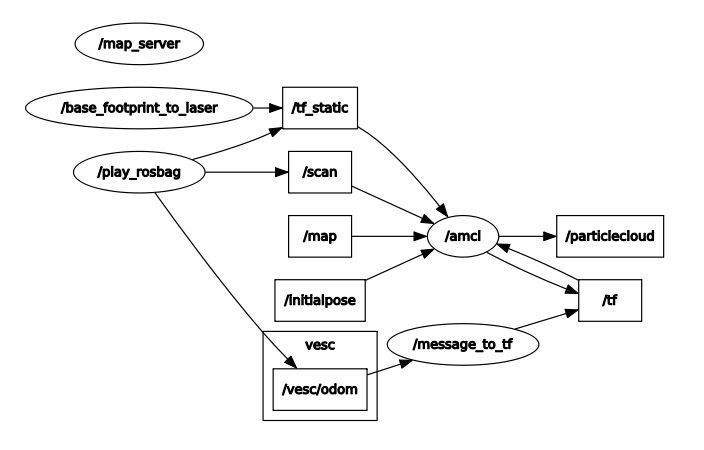 /map_server
/base_footprint_to_laser
/tf_static
/play_rosbag
/scan
/map
/amcl
/particlecloud
/initialpose
/tf
vesc
/message_to_tf
/vesc/odom